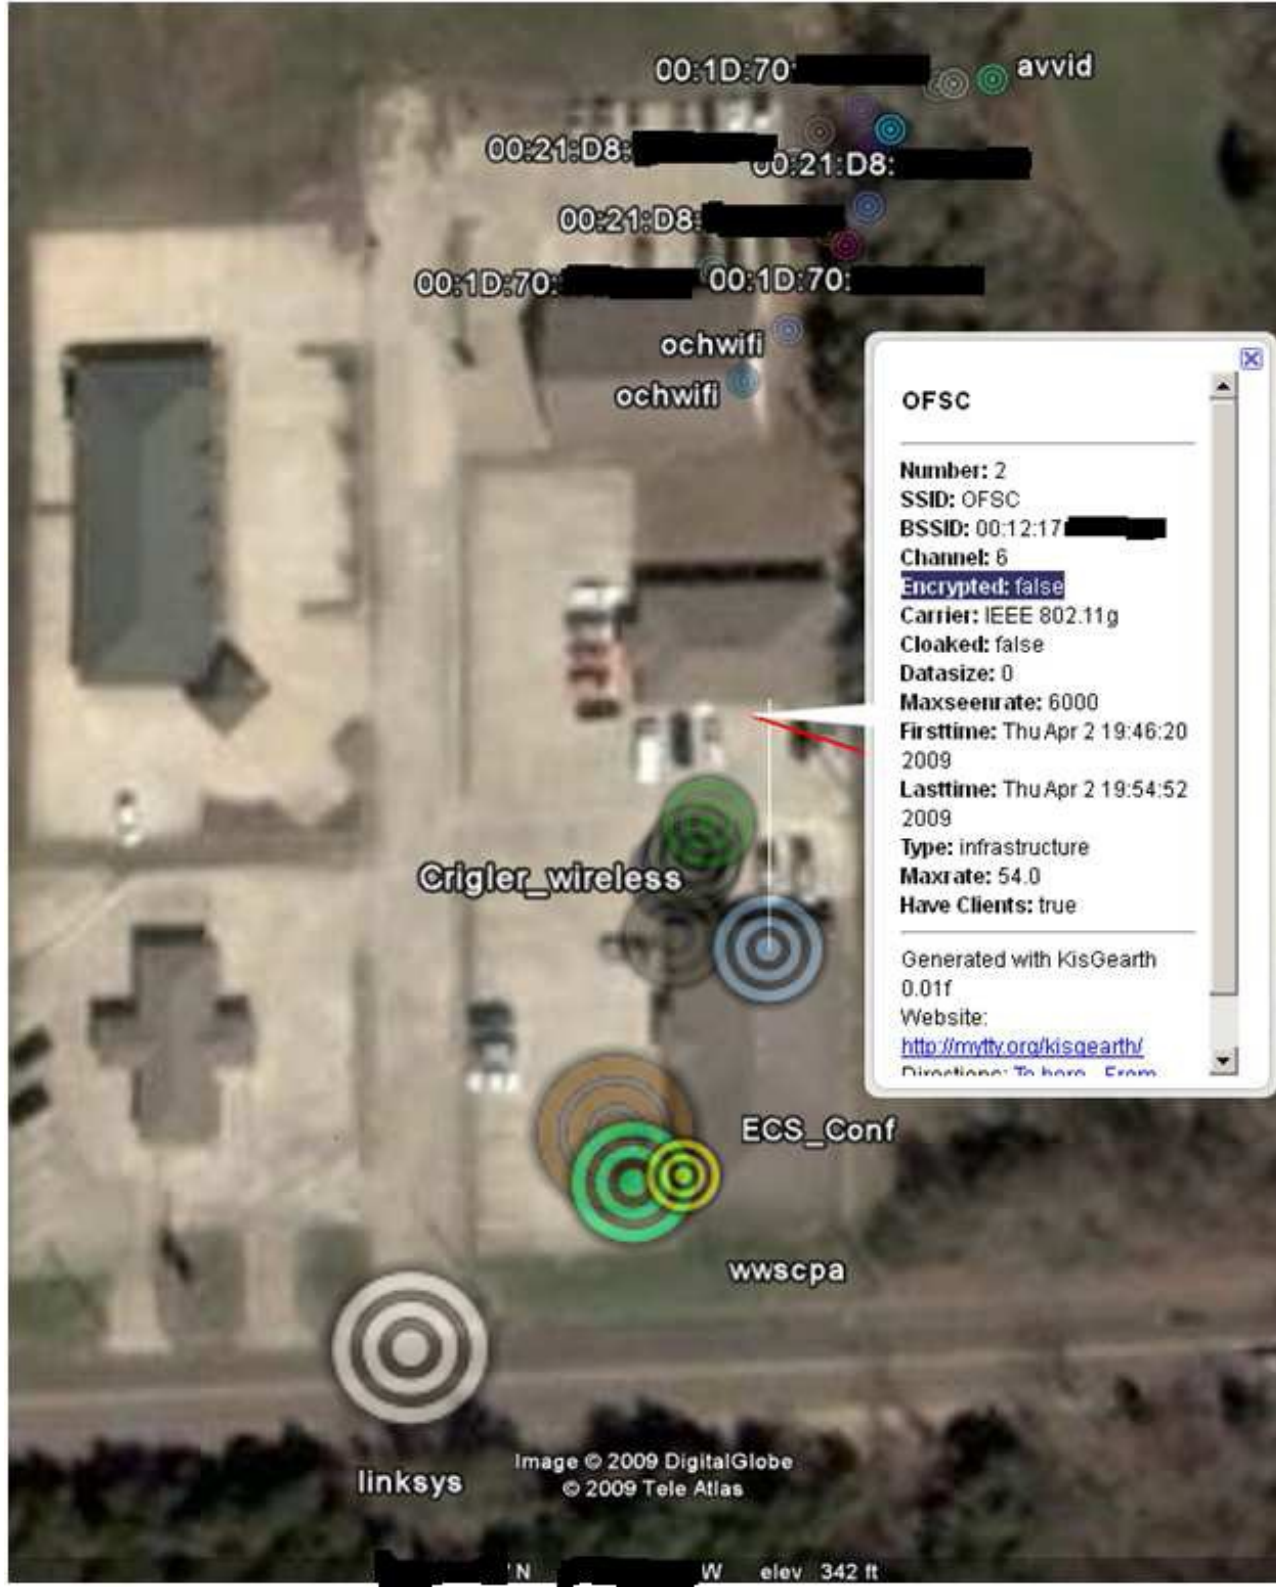 00:1D:70:
avvid
00:21:D8:
00:21:D8:
00:21:D8:
00:1D:70:
00:1D:70:
ochwifi
ochwifi
OFSC
Number: 2
SSID: OFSC
BSSID: 00:12:17
Channel: 6
Encrypted: false
Carrier: IEEE 802.11g
Cloaked: false
Datasize: 0
Maxseenrate: 6000
Firsttime: Thu Apr 2 19:46:20
2009
Lasttime: Thu Apr 2 19:54:52
2009
Type: infrastructure
Maxrate: 54.0
Have Clients: true
Generated with KisGearth
0.01f
Website:
http://mytty.org/kisgearth/
Directions: To here - From
Crigler_wireless
ECS_Conf
wwscpa
linksys
Image © 2009 DigitalGlobe
© 2009 Tele Atlas
' N W elev 342 ft